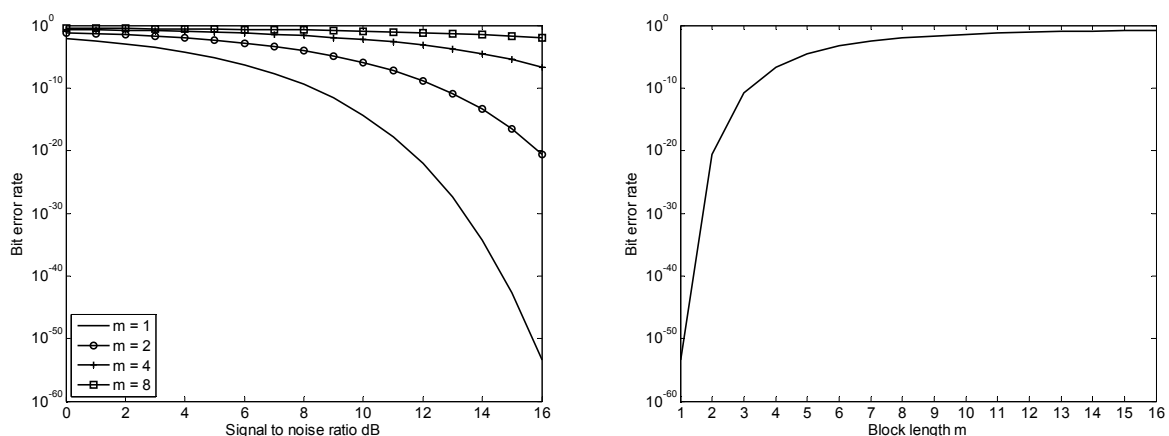 10^0
10^-10
10^-20
10^-30
10^-40
10^-50
10^-60
Bit error rate
m = 1
m = 2
m = 4
m = 8
0 2 4 6 8 10 12 14 16
Signal to noise ratio dB
10^0
10^-10
10^-20
10^-30
10^-40
10^-50
10^-60
Bit error rate
1 2 3 4 5 6 7 8 9 10 11 12 13 14 15 16
Block length m